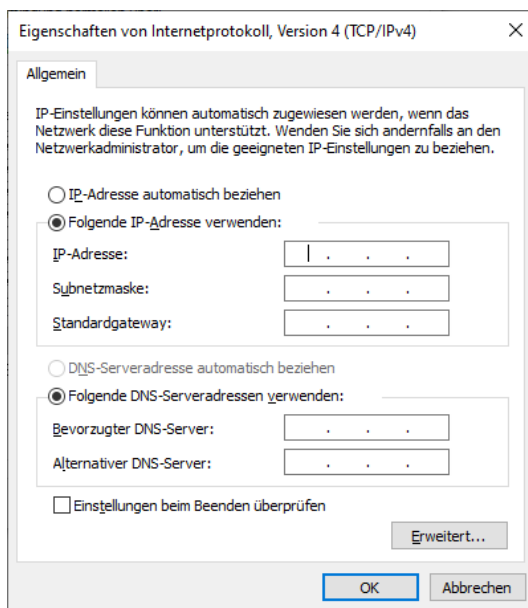 Eigenschaften von Internetprotokoll, Version 4 (TCP/IPv4)
Allgemein
IP-Einstellungen können automatisch zugewiesen werden, wenn das
Netzwerk diese Funktion unterstützt. Wenden Sie sich andernfalls an den
Netzwerkadministrator, um die geeigneten IP-Einstellungen zu beziehen.
IP-Adresse automatisch beziehen
Folgende IP-Adresse verwenden:
IP-Adresse: . . .
Subnetzmaske: . . .
Standardgateway: . . .
DNS-Serveradresse automatisch beziehen
Folgende DNS-Serveradressen verwenden:
Bevorzugter DNS-Server: . . .
Alternativer DNS-Server: . . .
Einstellungen beim Beenden überprüfen
Erweitert...
OK Abbrechen